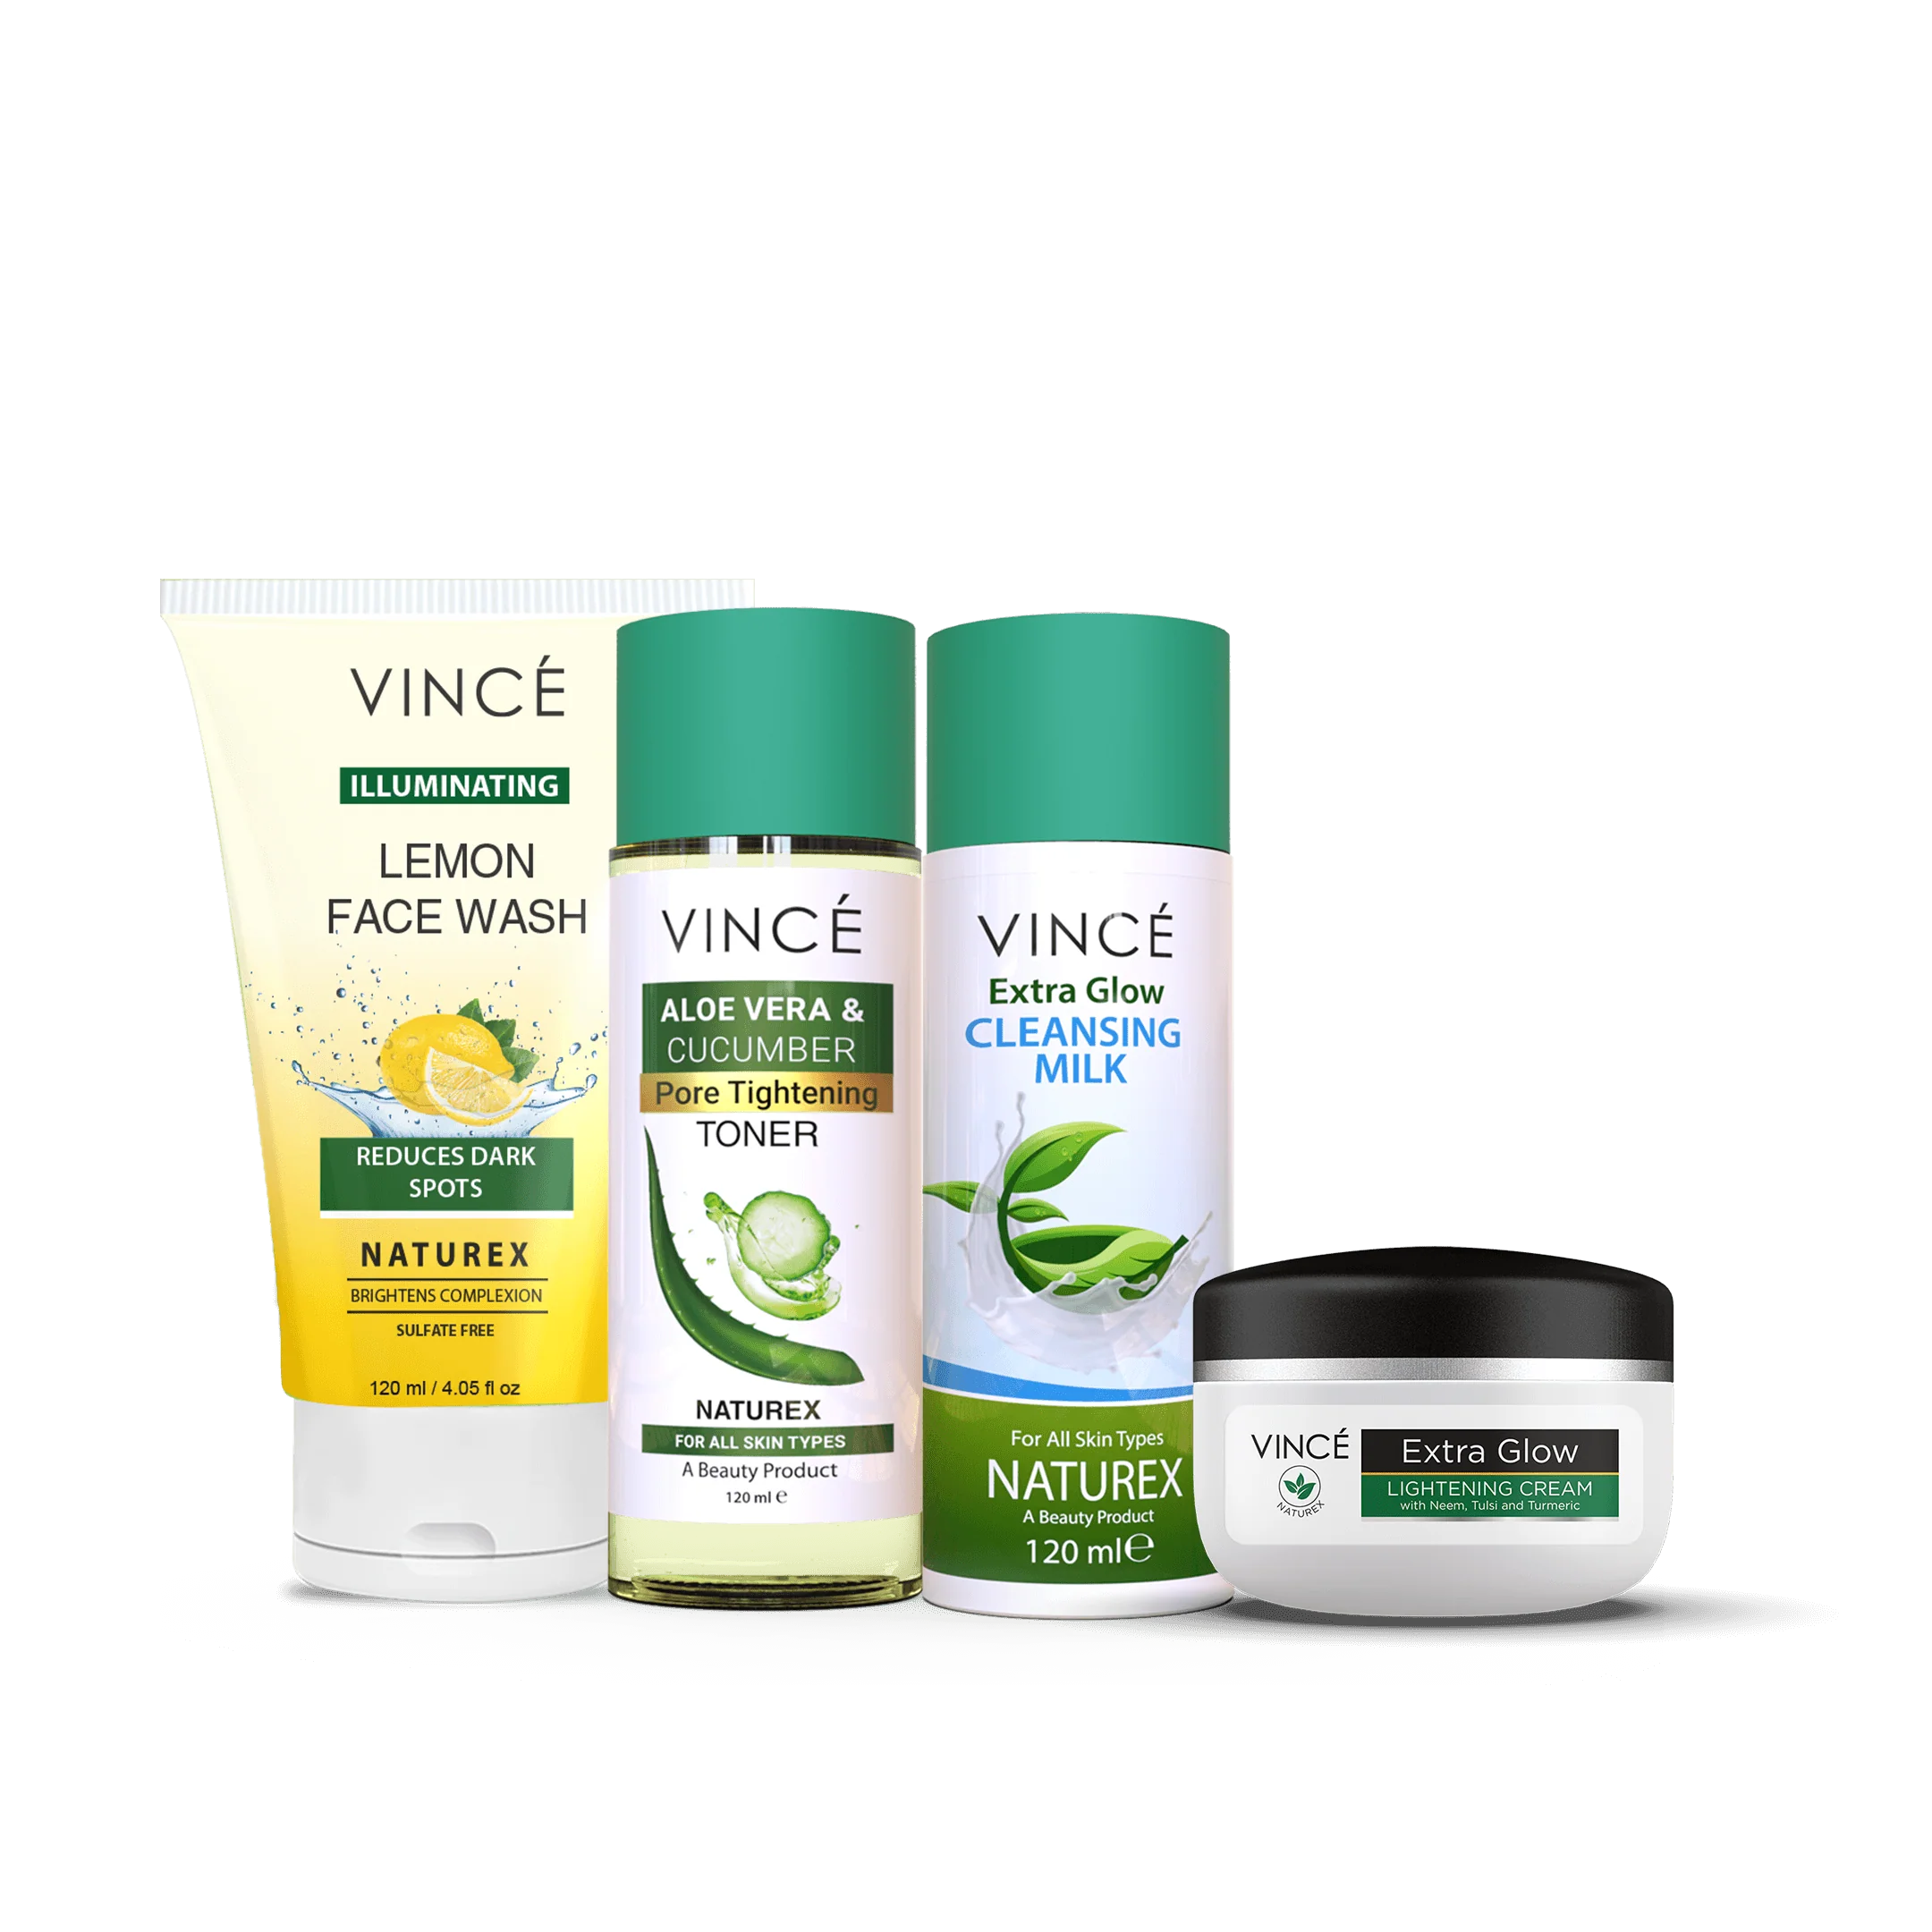 VINCÉ
ILLUMINATING
LEMON
FACE WASH
REDUCES DARK
SPOTS
NATUREX
BRIGHTENS COMPLEXION
SULFATE FREE
120 ml / 4.05 fl oz
VINCÉ
ALOE VERA &
CUCUMBER
Pore Tightening
TONER
NATUREX
FOR ALL SKIN TYPES
A Beauty Product
120 ml ℮
VINCÉ
Extra Glow
CLEANSING
MILK
For All Skin Types
NATUREX
A Beauty Product
120 ml℮
VINCÉ
NATUREX
Extra Glow
LIGHTENING CREAM
with Neem, Tulsi and Turmeric